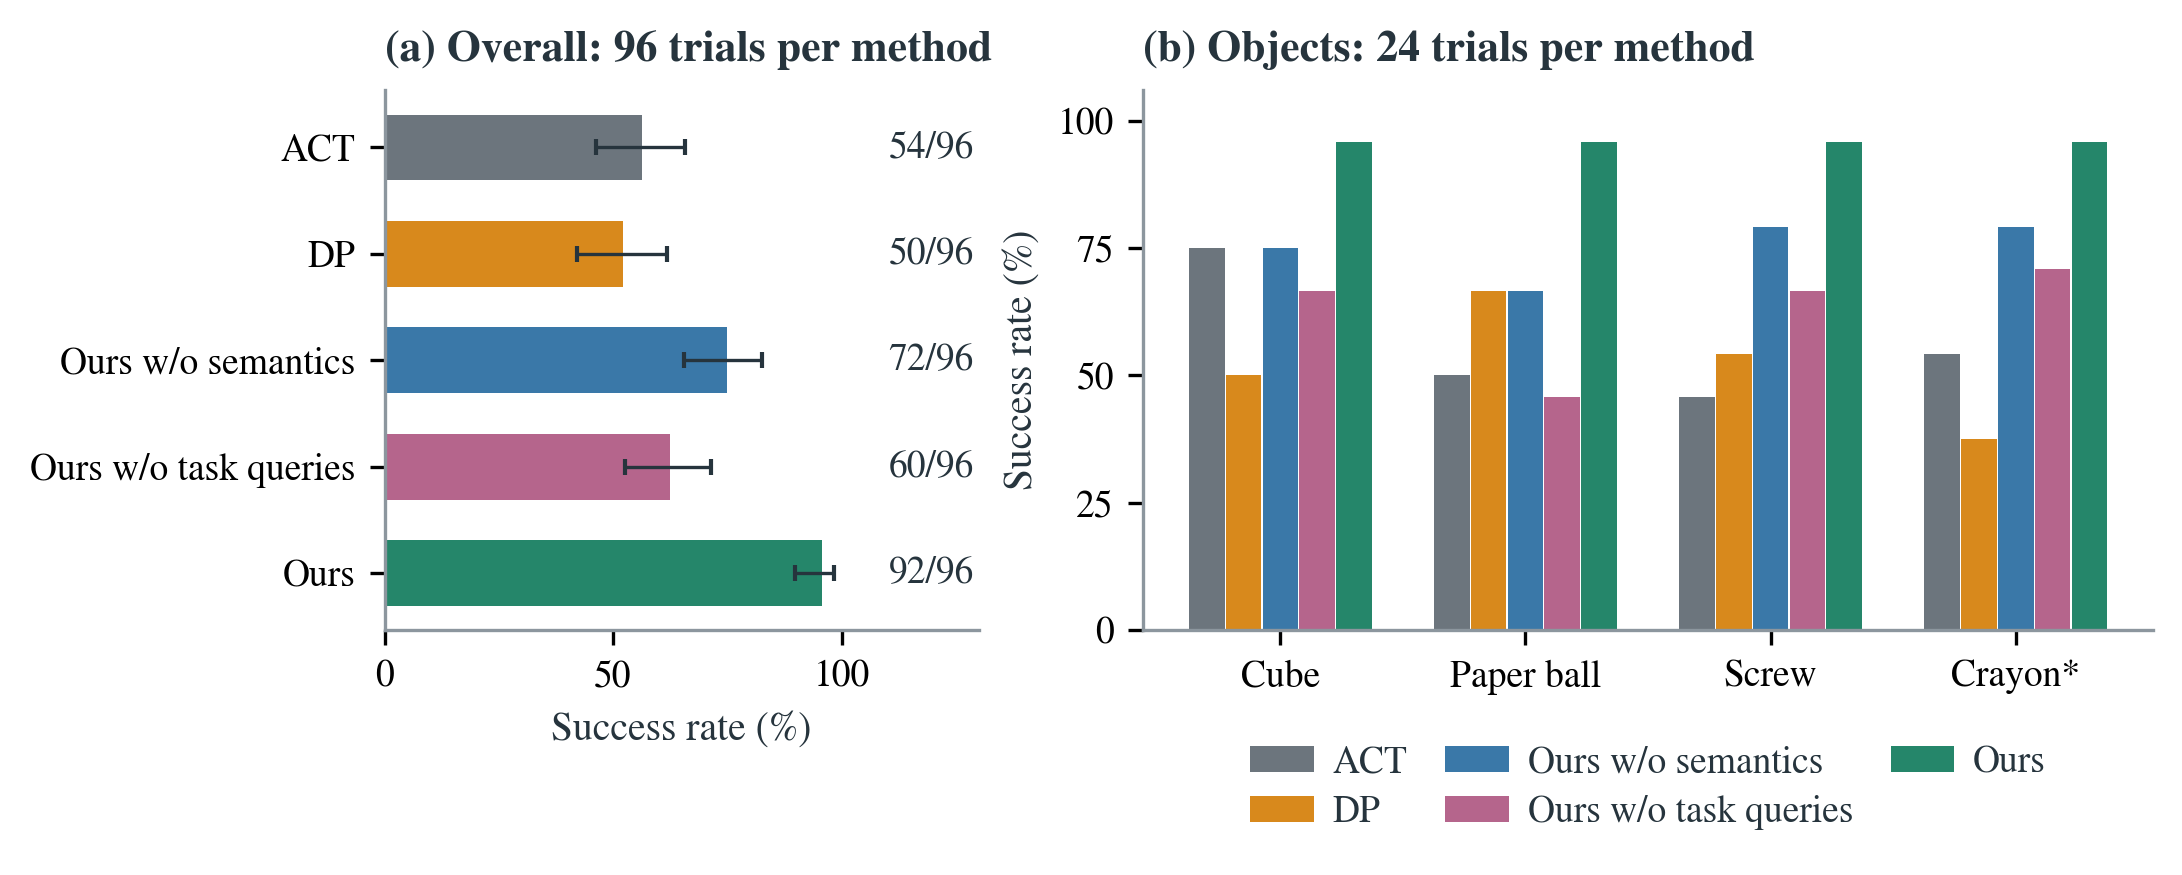 (a) Overall: 96 trials per method
ACT
54/96
DP
50/96
Ours w/o semantics
72/96
Ours w/o task queries
60/96
Ours
92/96
0 50 100
Success rate (%)
(b) Objects: 24 trials per method
Success rate (%)
100
75
50
25
0
Cube Paper ball Screw Crayon*
ACT Ours w/o semantics Ours
DP Ours w/o task queries